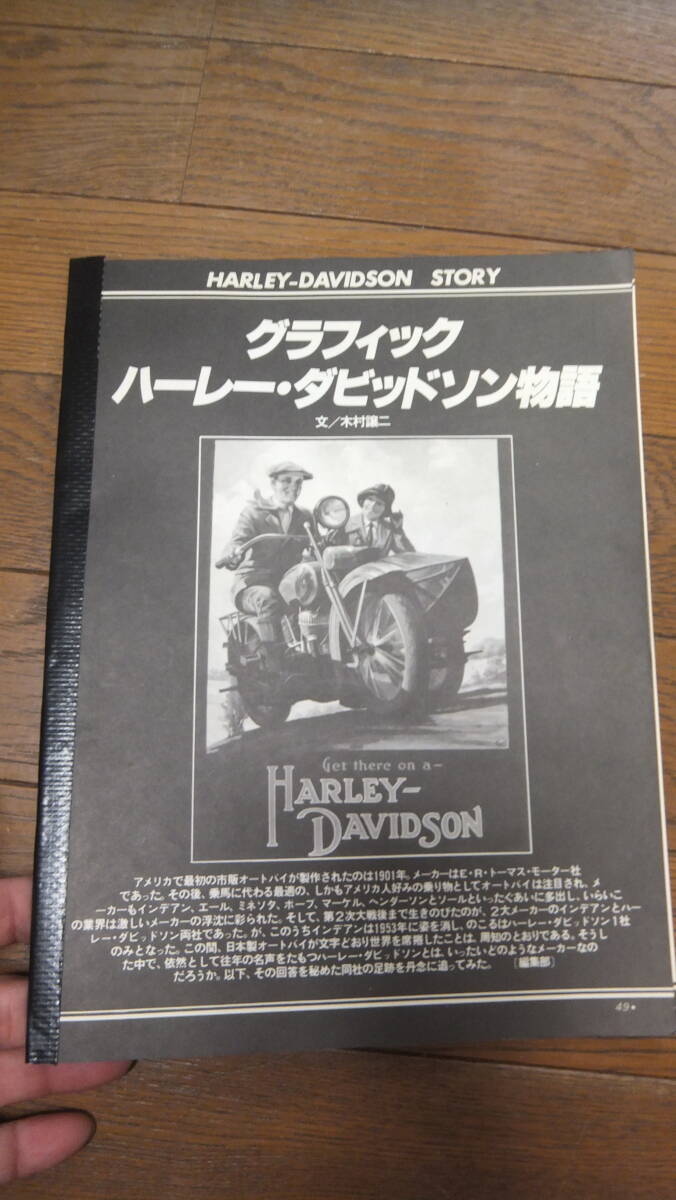 HARLEY-DAVIDSON STORY
グラフィック
ハーレー・ダビッドソン物語
文／木村譲二
Get there on a-
HARLEY-
DAVIDSON
アメリカで最初の市販オートバイが製作されたのは1901年。メーカーはE・R・トーマス・モーター社
であった。その後、乗馬に代わる最適の、しかもアメリカ人好みの乗り物としてオートバイは注目され、メ
ーカーもインデアン、エール、ミネソタ、ホープ、マーケル、ヘンダーソンとソールといったぐあいに多出し、いらいこ
の業界は激しいメーカーの浮沈に彩られた。そして、第2次大戦後まで生きのびたのが、2大メーカーのインデアンとハー
レー・ダビッドソン両社であった。が、このうちインデアンは1953年に姿を消し、のこるはハーレー・ダビッドソン1社
のみとなった。この間、日本製オートバイが文字どおり世界を席捲したことは、周知のとおりである。そうし
た中で、依然として往年の名声をたもつハーレー・ダビッドソンとは、いったいどのようなメーカーなの
だろうか。以下、その回答を秘めた同社の足跡を丹念に追ってみた。 [編集部]
49